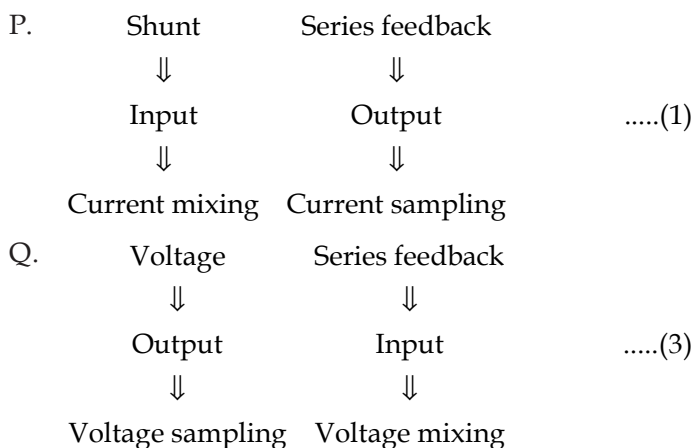 P. Shunt Series feedback
⇓ ⇓
Input Output .....(1)
⇓ ⇓
Current mixing Current sampling
Q. Voltage Series feedback
⇓ ⇓
Output Input .....(3)
⇓ ⇓
Voltage sampling Voltage mixing